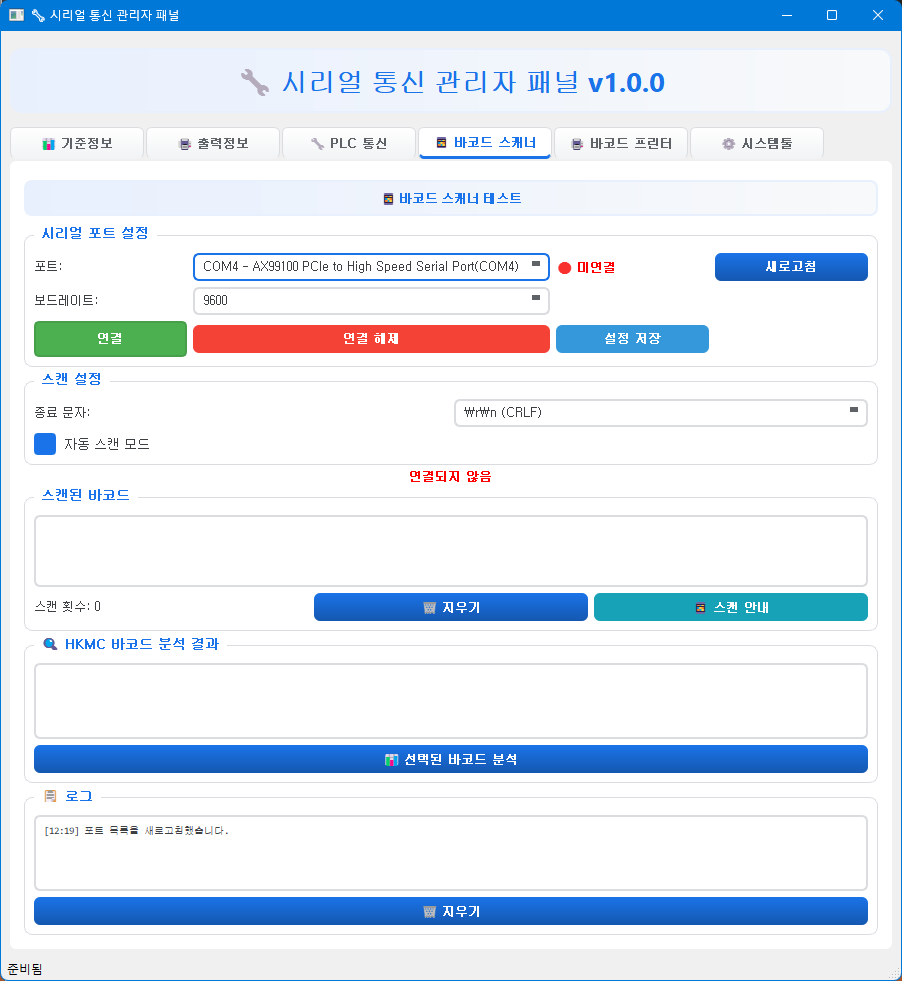 시리얼 통신 관리자 패널
시리얼 통신 관리자 패널 v1.0.0
기준정보
출력정보
PLC 통신
바코드 스캐너
바코드 프린터
시스템툴
바코드 스캐너 테스트
시리얼 포트 설정
포트:
COM4 - AX99100 PCIe to High Speed Serial Port(COM4)
미연결
새로고침
보드레이트:
9600
연결
연결 해제
설정 저장
스캔 설정
종료 문자:
₩r₩n (CRLF)
자동 스캔 모드
연결되지 않음
스캔된 바코드
스캔 횟수: 0
지우기
스캔 안내
HKMC 바코드 분석 결과
선택된 바코드 분석
로그
[12:19] 포트 목록을 새로고침했습니다.
지우기
준비됨